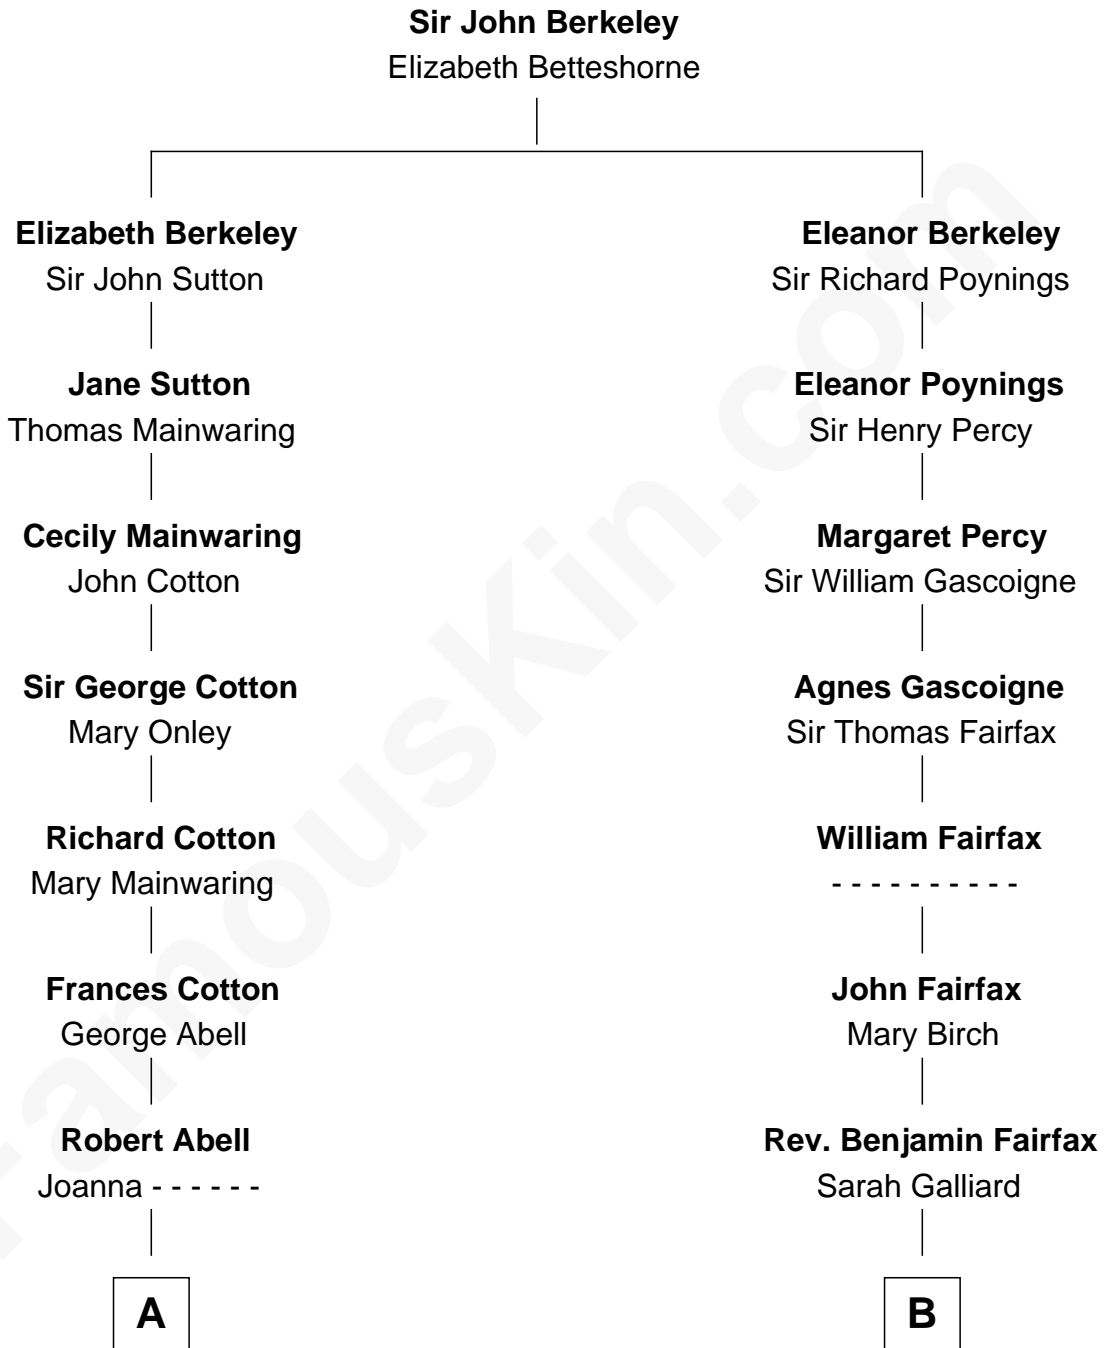 Sir John Berkeley
Elizabeth Betteshorne
Elizabeth Berkeley
Sir John Sutton
Eleanor Berkeley
Sir Richard Poynings
Jane Sutton
Thomas Mainwaring
Eleanor Poynings
Sir Henry Percy
Cecily Mainwaring
John Cotton
Margaret Percy
Sir William Gascoigne
Sir George Cotton
Mary Onley
Agnes Gascoigne
Sir Thomas Fairfax
Richard Cotton
Mary Mainwaring
William Fairfax
- - - - - - - - - -
Frances Cotton
George Abell
John Fairfax
Mary Birch
Robert Abell
Joanna - - - - - -
Rev. Benjamin Fairfax
Sarah Galliard
A
B
FamousKin.com